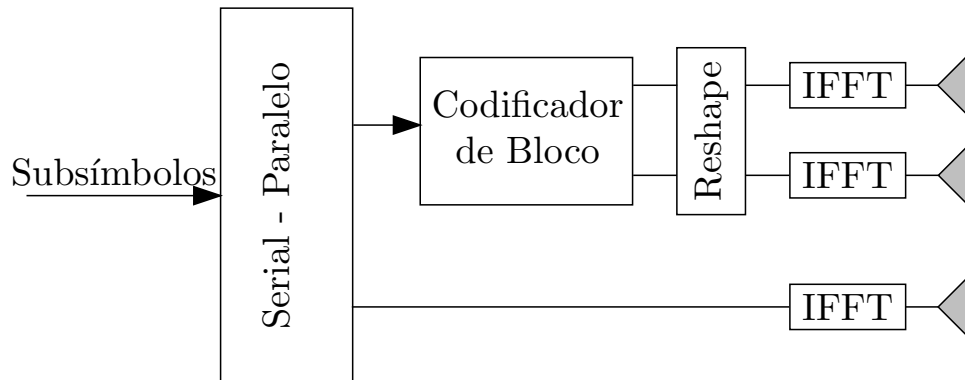 Subsímbolos
Serial - Paralelo
Codificador
de Bloco
Reshape
IFFT
IFFT
IFFT